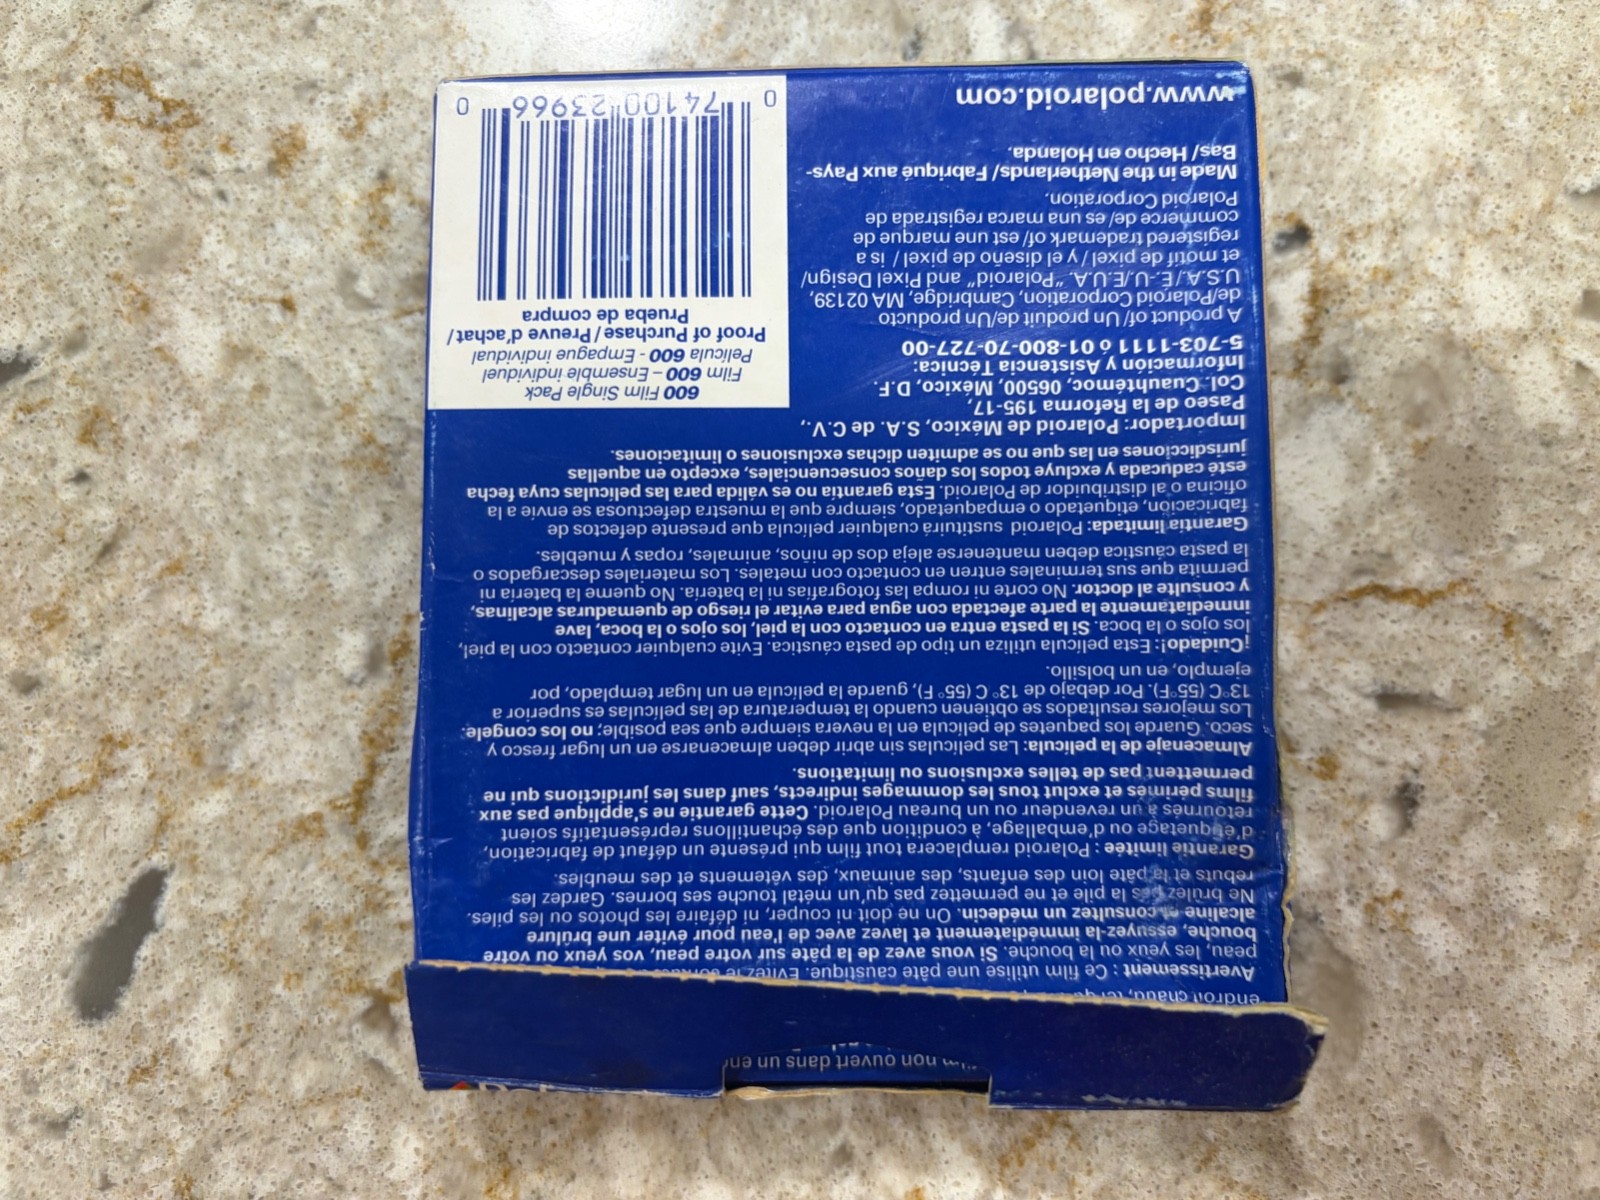 ilm non ouvert dans un en
endroit chaud,
Avertissement : Ce film utilise une pâte caustique. Évitez le
peau, les yeux ou la bouche. Si vous avez de la pâte sur votre peau, vos yeux ou votre
bouche, essuyez-la immédiatement et lavez avec de l'eau pour éviter une brûlure
alcaline et consultez un médecin. On ne doit ni couper, ni défaire les photos ou les piles.
Ne brûlez pas la pile et ne permettez pas qu'un métal touche ses bornes. Gardez les
rebuts et la pâte loin des enfants, des animaux, des vêtements et des meubles.
Garantie limitée : Polaroid remplacera tout film qui présente un défaut de fabrication,
d'étiquetage ou d'emballage, à condition que des échantillons représentatifs soient
retournés à un revendeur ou un bureau Polaroid. Cette garantie ne s'applique pas aux
films périmés et exclut tous les dommages indirects, sauf dans les juridictions qui ne
permettent pas de telles exclusions ou limitations.
Almacenaje de la película: Las películas sin abrir deben almacenarse en un lugar fresco y
seco. Guarde los paquetes de película en la nevera siempre que sea posible; no los congele.
Los mejores resultados se obtienen cuando la temperatura de las películas es superior a
13°C (55°F). Por debajo de 13° C (55° F), guarde la película en un lugar templado, por
ejemplo, en un bolsillo.
¡Cuidado!: Esta película utiliza un tipo de pasta cáustica. Evite cualquier contacto con la piel,
los ojos o la boca. Si la pasta entra en contacto con la piel, los ojos o la boca, lave
inmediatamente la parte afectada con agua para evitar el riesgo de quemaduras alcalinas,
y consulte al doctor. No corte ni rompa las fotografías ni la batería. No queme la batería ni
permita que sus terminales entren en contacto con metales. Los materiales descargados o
la pasta cáustica deben mantenerse aleja dos de niños, animales, ropas y muebles.
Garantía limitada: Polaroid sustituirá cualquier película que presente defectos de
fabricación, etiquetado o empaquetado, siempre que la muestra defectuosa se envíe a la
oficina o al distribuidor de Polaroid. Esta garantía no es válida para las películas cuya fecha
esté caducada y excluye todos los daños consecuenciales, excepto en aquellas
jurisdicciones en las que no se admiten dichas exclusiones o limitaciones.
Importador: Polaroid de México, S.A. de C.V.,
Paseo de la Reforma 195-17,
Col. Cuauhtémoc, 06500, México, D.F.
Información y Asistencia Técnica:
5-703-1111 ó 01-800-70-727-00
A product of/ Un produit de/Un producto
de/Polaroid Corporation, Cambridge, MA 02139,
U.S.A./É.-U./E.U.A. "Polaroid" and Pixel Design/
et motif de pixel / y el diseño de pixel / is a
registered trademark of/ est une marque de
commerce de/ es una marca registrada de
Polaroid Corporation.
Made in the Netherlands/ Fabriqué aux Pays-
Bas/ Hecho en Holanda.
www.polaroid.com
600 Film Single Pack
Film 600 – Ensemble individuel
Película 600 - Empague individual
Proof of Purchase / Preuve d'achat /
Prueba de compra
0 74100 23966 0